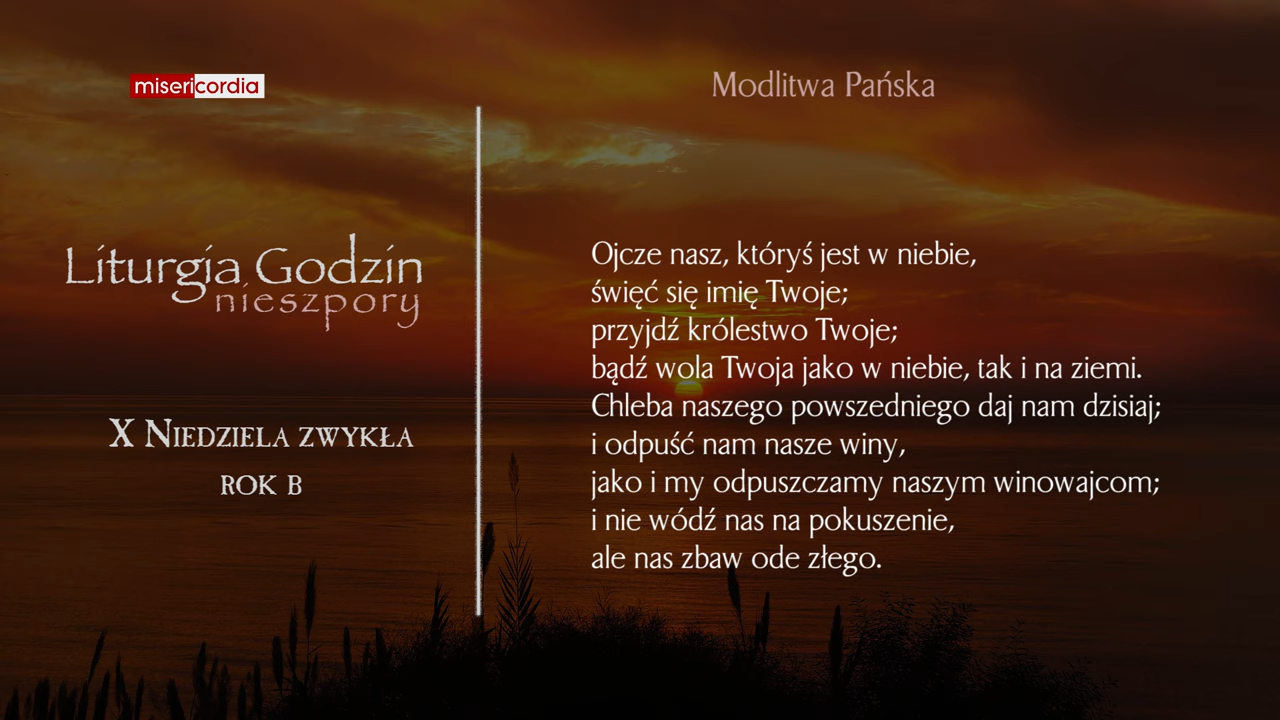 misericordia
Liturgia Godzin
nieszpory
X Niedziela zwykła
rok B
Modlitwa Pańska
Ojcze nasz, któryś jest w niebie,
święć się imię Twoje;
przyjdź królestwo Twoje;
bądź wola Twoja jako w niebie, tak i na ziemi.
Chleba naszego powszedniego daj nam dzisiaj;
i odpuść nam nasze winy,
jako i my odpuszczamy naszym winowajcom;
i nie wódź nas na pokuszenie,
ale nas zbaw ode złego.